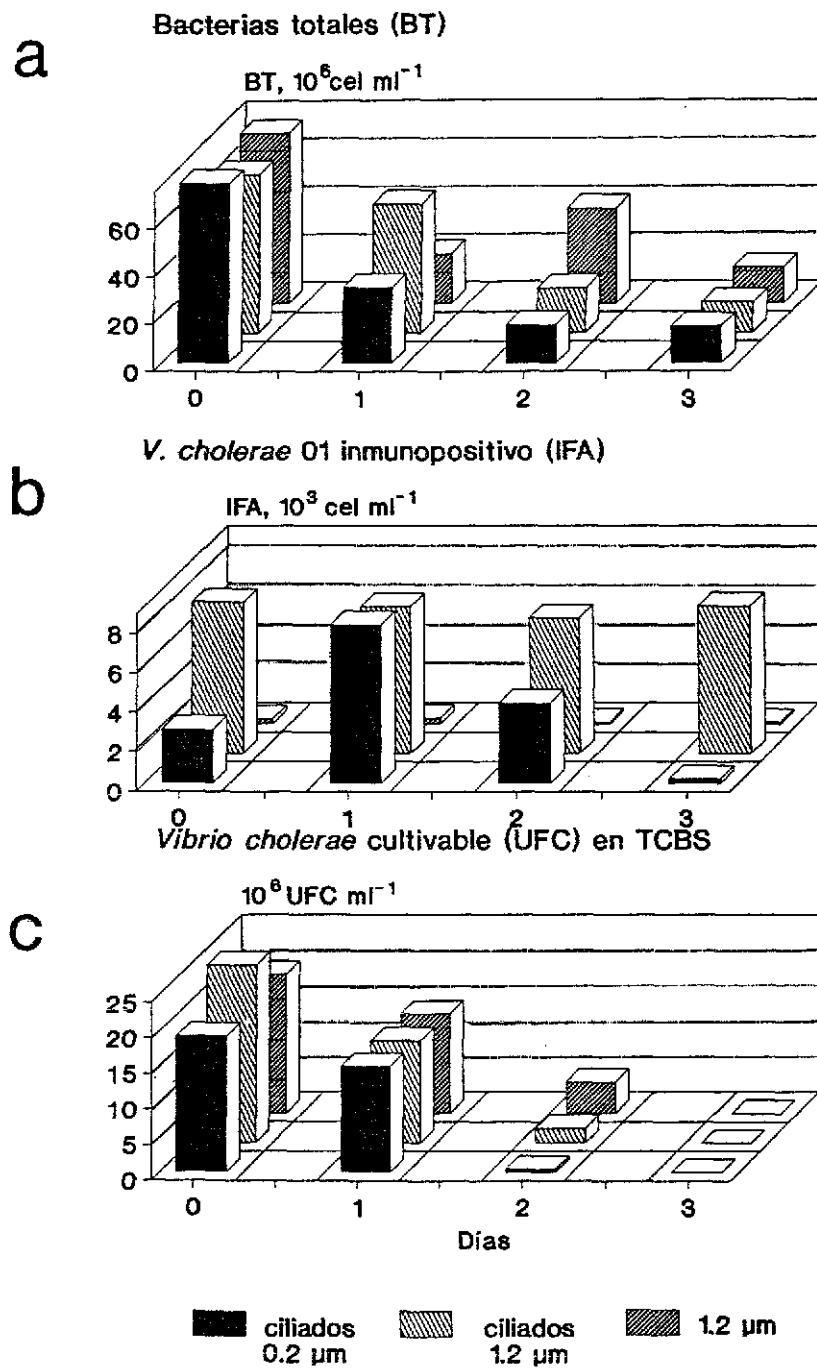 Bacterias totales (BT)
a
BT, 10⁶cel ml⁻¹
60
40
20
0
0 1 2 3
V. cholerae 01 inmunopositivo (IFA)
b
IFA, 10³ cel ml⁻¹
8
6
4
2
0
0 1 2 3
Vibrio cholerae cultivable (UFC) en TCBS
c
10⁶ UFC ml⁻¹
25
20
15
10
5
0
0 1 2 3
Días
ciliados 0.2 µm
ciliados 1.2 µm
1.2 µm